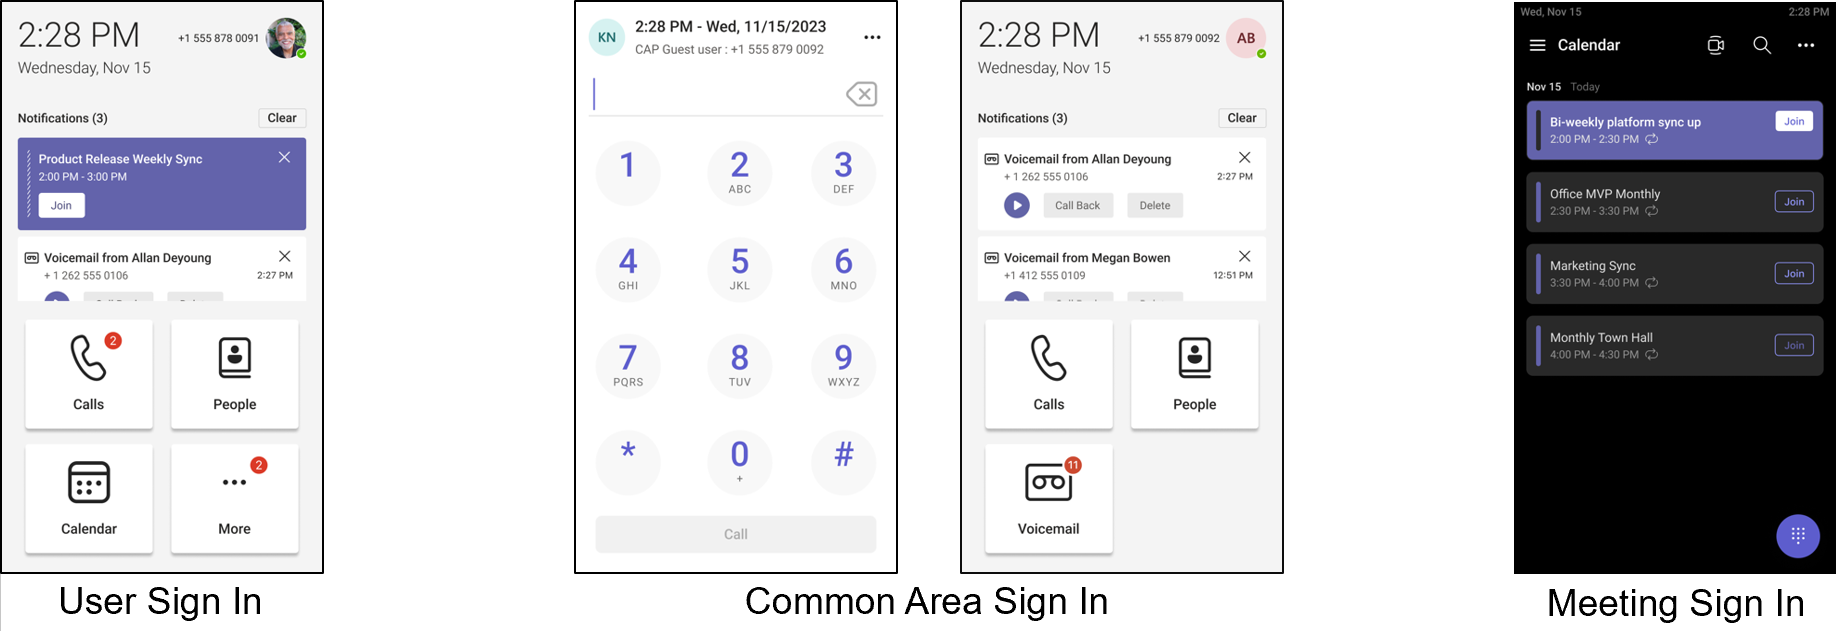 2:28 PM
+1 555 878 0091
Wednesday, Nov 15
Notifications (3)
Clear
Product Release Weekly Sync
2:00 PM - 3:00 PM
Join
Voicemail from Allan Deyoung
+ 1 262 555 0106
2:27 PM
2
Calls
People
Calendar
2
More
User Sign In
KN
2:28 PM - Wed, 11/15/2023
CAP Guest user : +1 555 879 0092
1
2
ABC
3
DEF
4
GHI
5
JKL
6
MNO
7
PQRS
8
TUV
9
WXYZ
*
0
+
#
Call
2:28 PM
+1 555 879 0092
AB
Wednesday, Nov 15
Notifications (3)
Clear
Voicemail from Allan Deyoung
+ 1 262 555 0106
2:27 PM
Call Back
Delete
Voicemail from Megan Bowen
+1 412 555 0109
12:51 PM
Calls
People
11
Voicemail
Common Area Sign In
Wed, Nov 15
2:28 PM
Calendar
Nov 15 Today
Bi-weekly platform sync up
2:00 PM - 2:30 PM
Join
Office MVP Monthly
2:30 PM - 3:30 PM
Join
Marketing Sync
3:30 PM - 4:00 PM
Join
Monthly Town Hall
4:00 PM - 4:30 PM
Join
Meeting Sign In